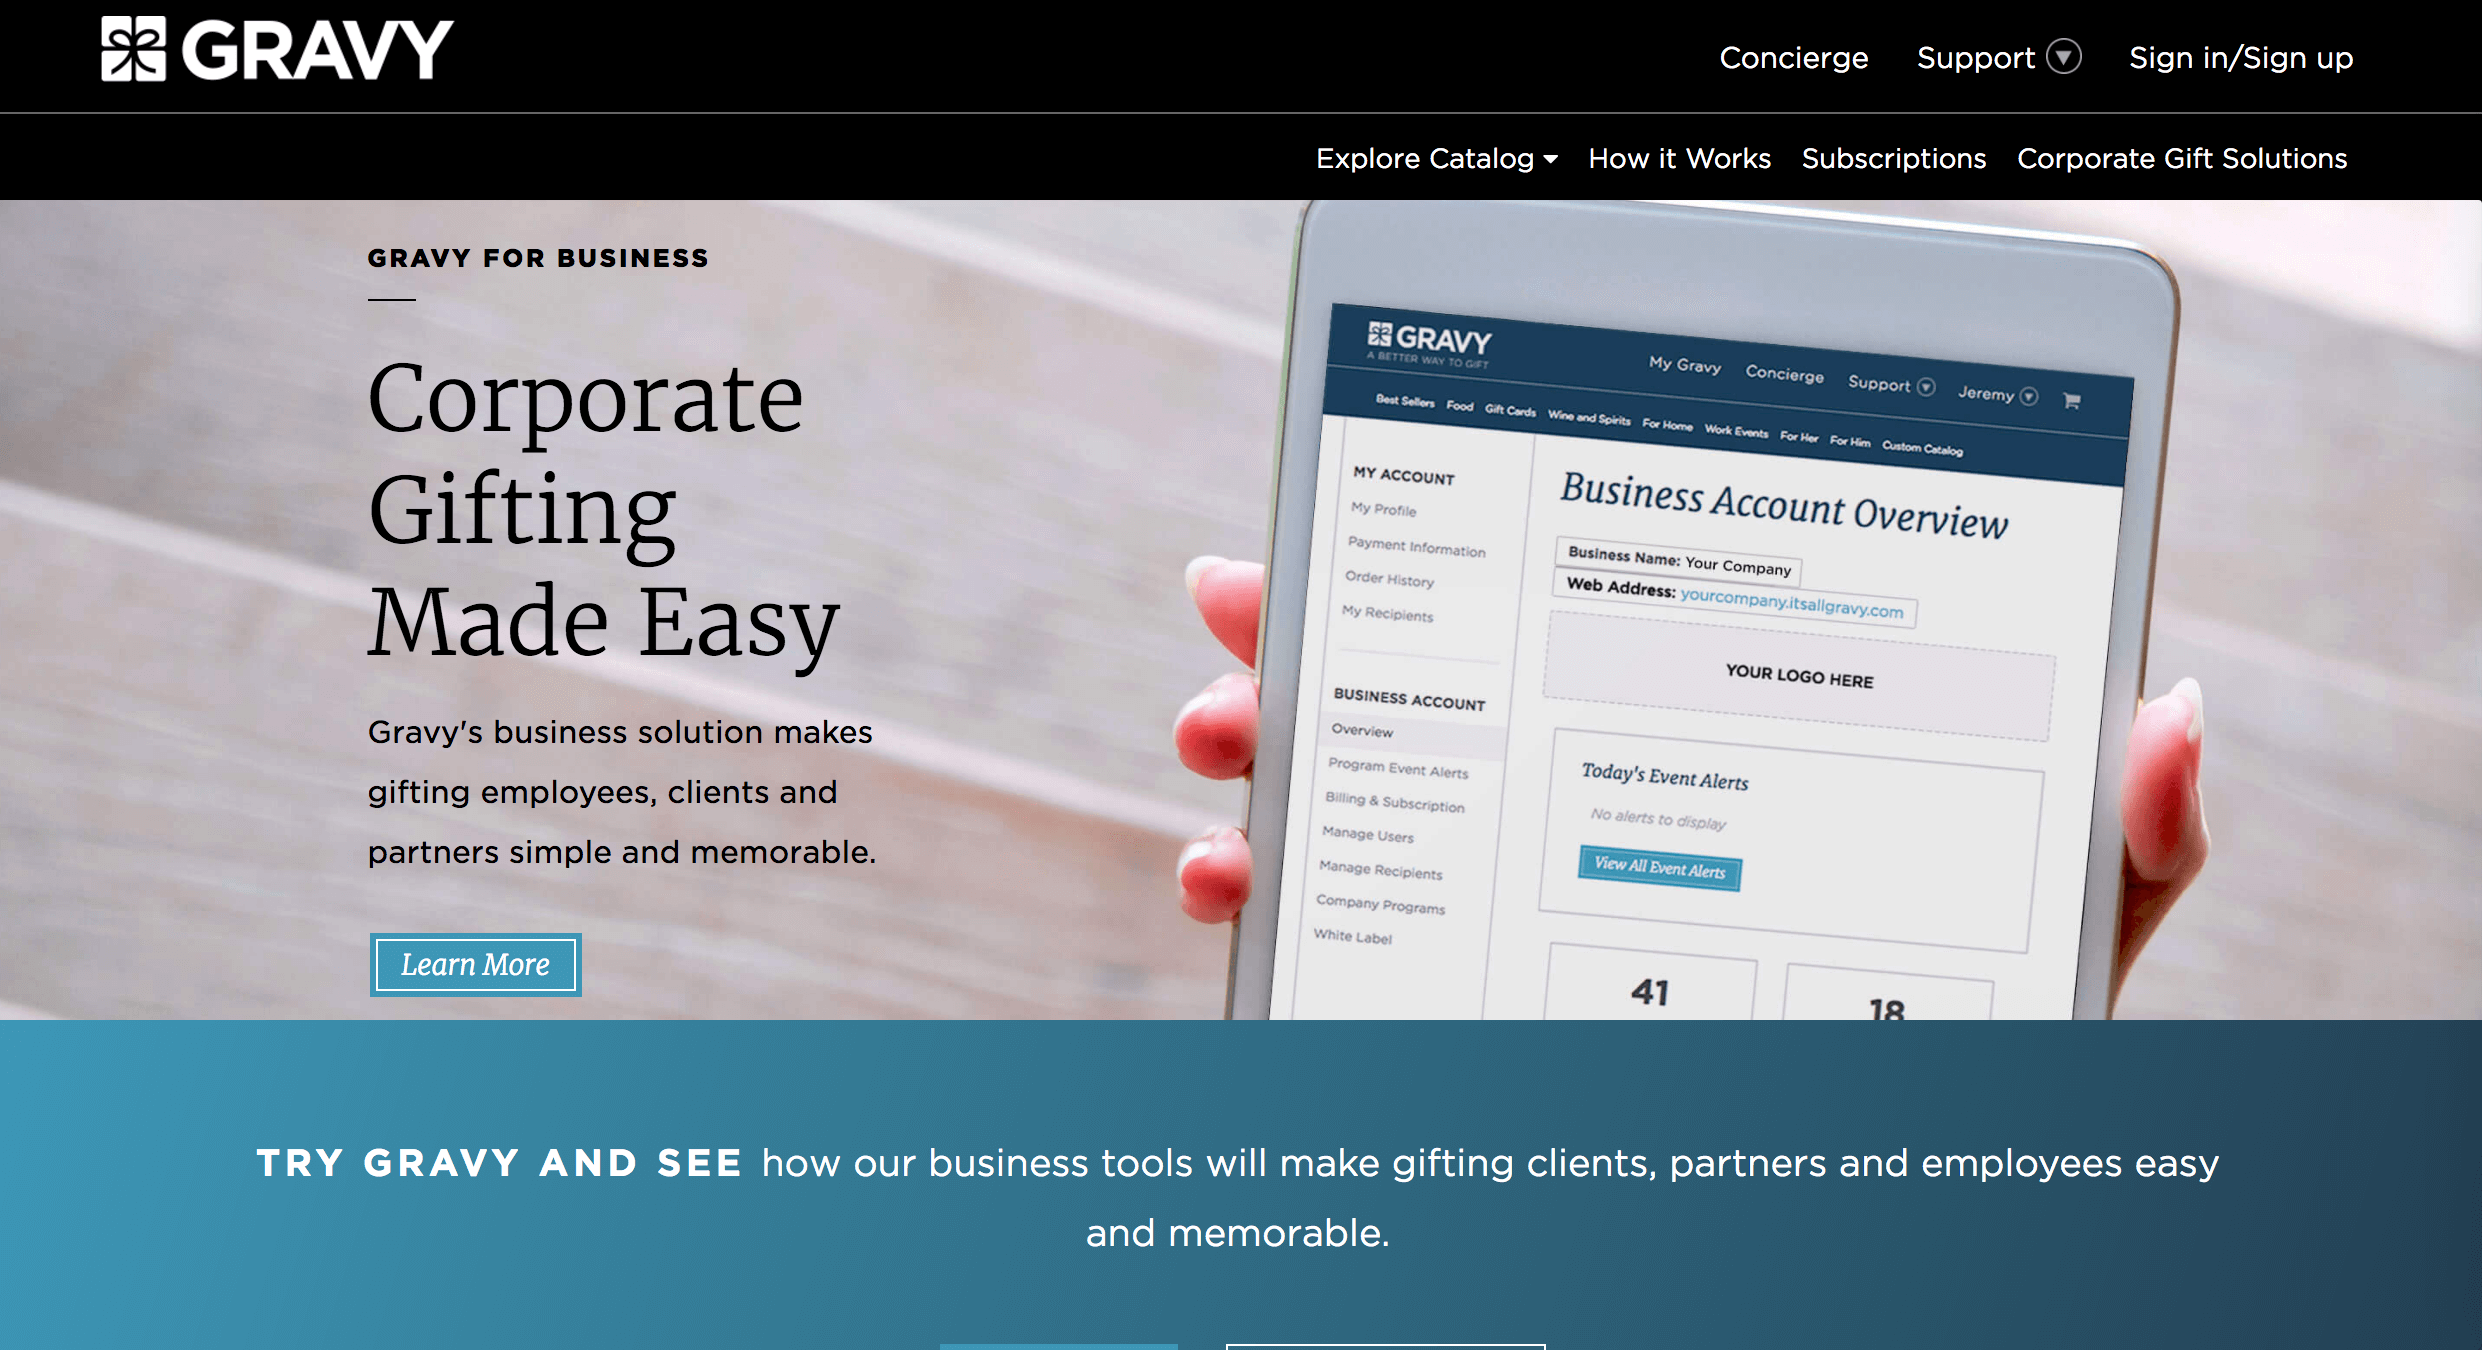 GRAVY
Concierge Support Sign in/Sign up
Explore Catalog How it Works Subscriptions Corporate Gift Solutions
GRAVY FOR BUSINESS
Corporate
Gifting
Made Easy
Gravy's business solution makes
gifting employees, clients and
partners simple and memorable.
Learn More
GRAVY
A BETTER WAY TO GIFT
My Gravy Concierge Support Jeremy
Best Sellers Food Gift Cards Wine and Spirits For Home Work Events For Her For Him Custom Catalog
MY ACCOUNT
My Profile
Payment Information
Order History
My Recipients
BUSINESS ACCOUNT
Overview
Program Event Alerts
Billing & Subscription
Manage Users
Manage Recipients
Company Programs
White Label
Business Account Overview
Business Name: Your Company
Web Address: yourcompany.itsallgravy.com
YOUR LOGO HERE
Today's Event Alerts
No alerts to display
View All Event Alerts
41
18
TRY GRAVY AND SEE how our business tools will make gifting clients, partners and employees easy
and memorable.